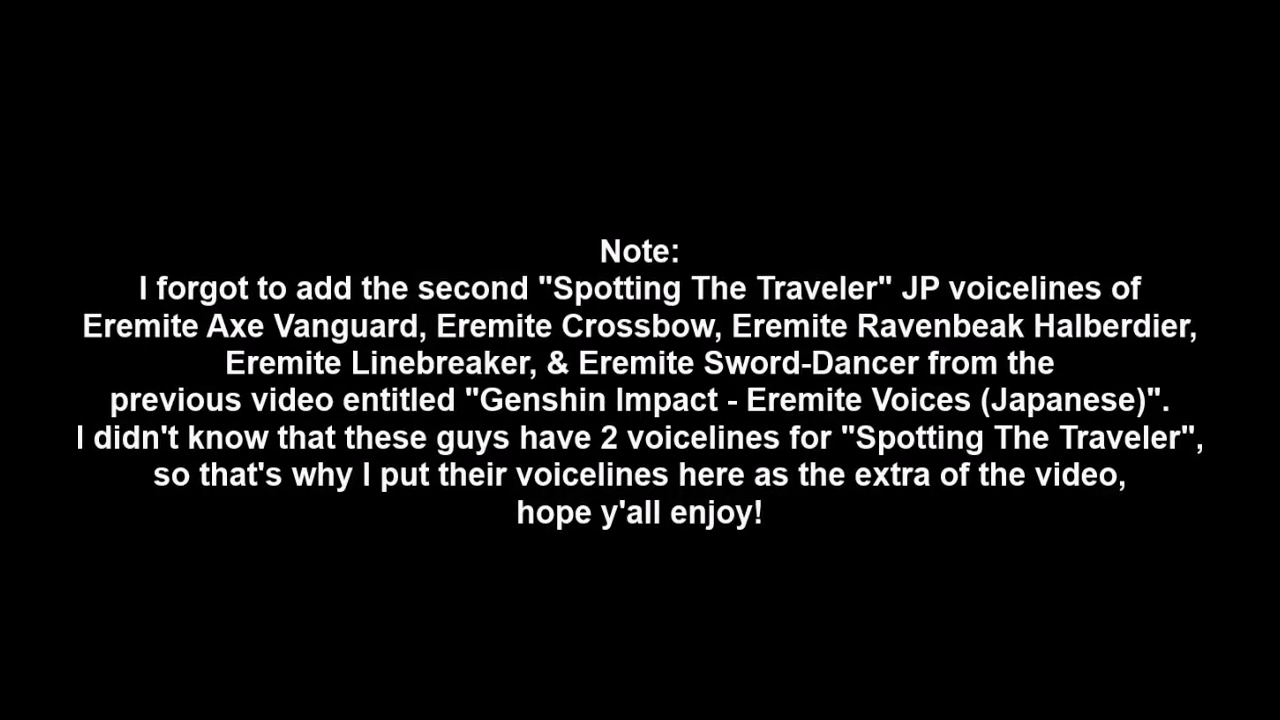 Note:
I forgot to add the second "Spotting The Traveler" JP voicelines of
Eremite Axe Vanguard, Eremite Crossbow, Eremite Ravenbeak Halberdier,
Eremite Linebreaker, & Eremite Sword-Dancer from the
previous video entitled "Genshin Impact - Eremite Voices (Japanese)".
I didn't know that these guys have 2 voicelines for "Spotting The Traveler",
so that's why I put their voicelines here as the extra of the video,
hope y'all enjoy!